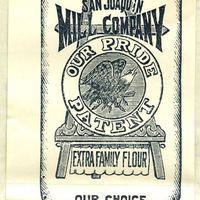 SAN JOAQUIN
MILL COMPANY
OUR PRIDE
PATENT
EXTRA FAMILY FLOUR
OUR CHOICE